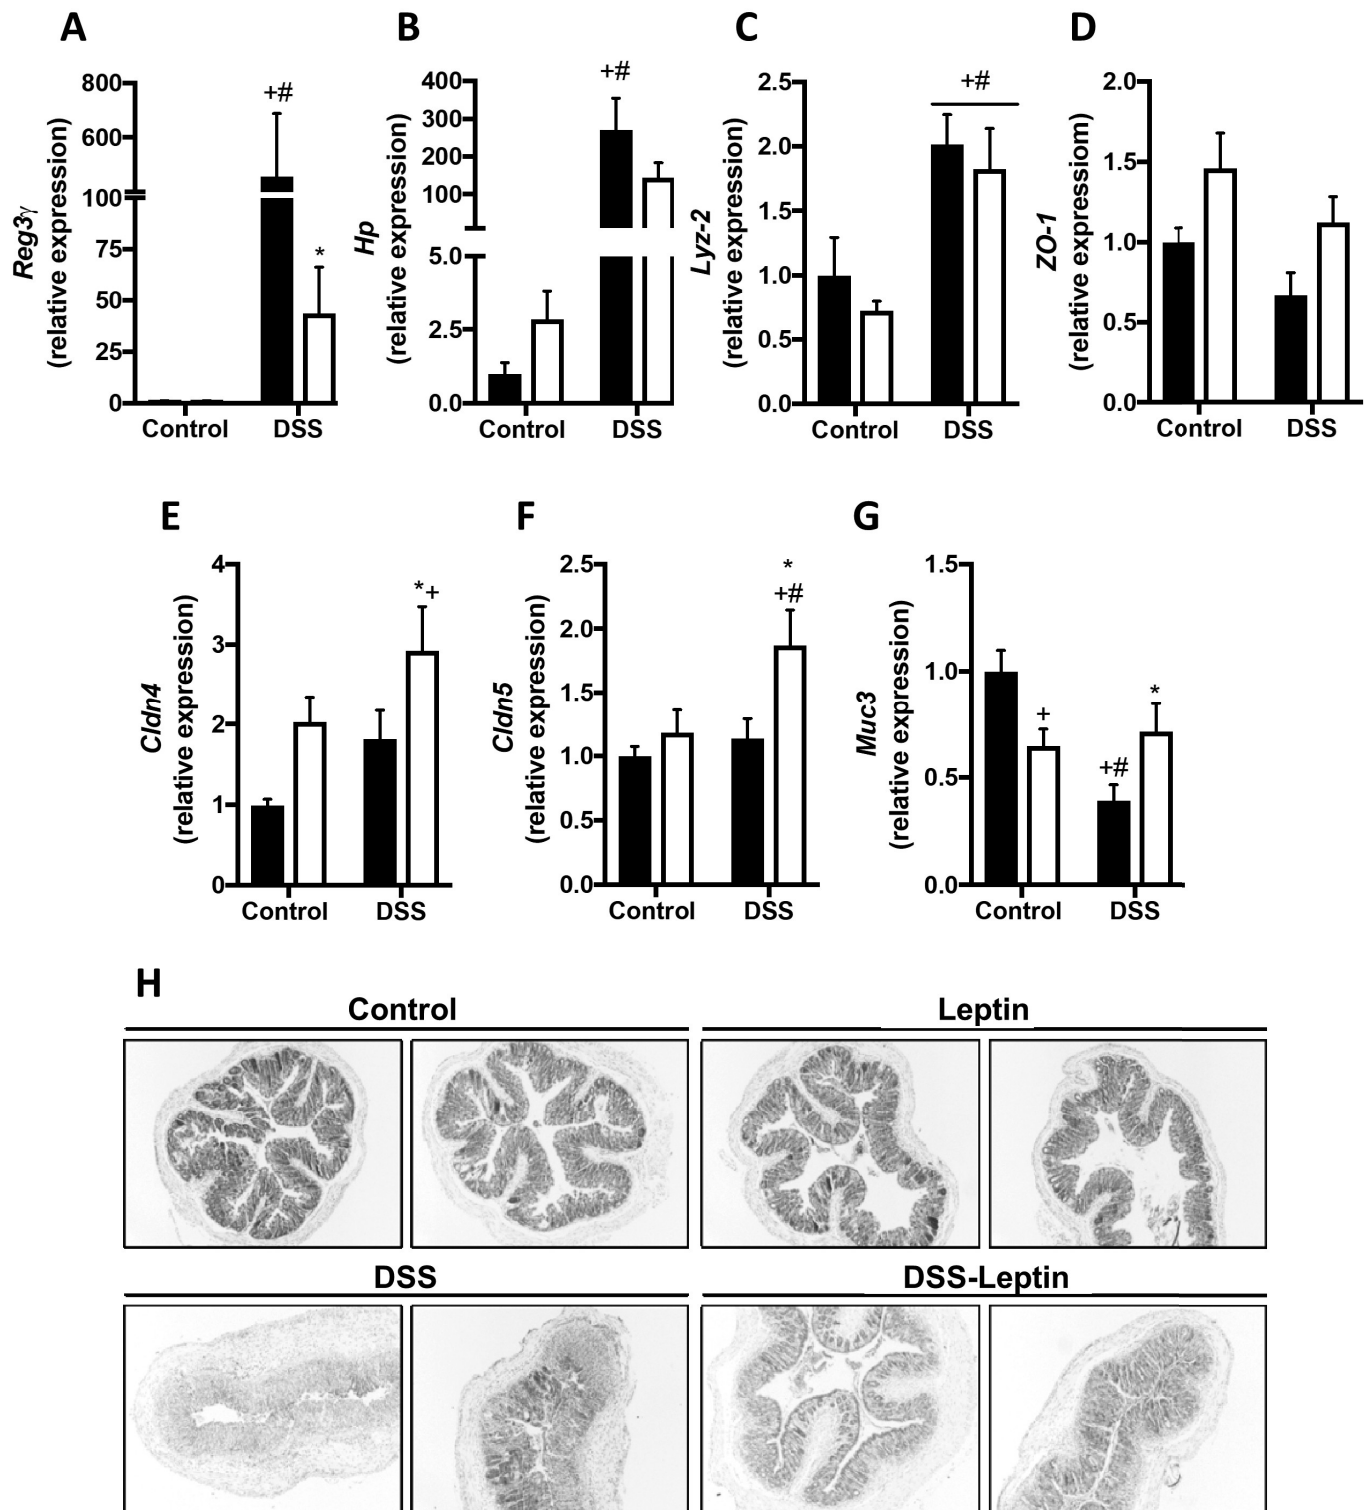 A
Reg3γ
(relative expression)
800
600
100
75
50
25
0
+#
*
Control
DSS
B
Hp
(relative expression)
400
300
200
100
5.0
2.5
0.0
+#
Control
DSS
C
Lyz-2
(relative expression)
2.5
2.0
1.5
1.0
0.5
0.0
+#
Control
DSS
D
ZO-1
(relative expressiom)
2.0
1.5
1.0
0.5
0.0
Control
DSS
E
Cldn4
(relative expression)
4
3
2
1
0
*+
Control
DSS
F
Cldn5
(relative expression)
2.5
2.0
1.5
1.0
0.5
0.0
*
+#
Control
DSS
G
Muc3
(relative expression)
1.5
1.0
0.5
0.0
+
+#
*
Control
DSS
H
Control
Leptin
DSS
DSS-Leptin